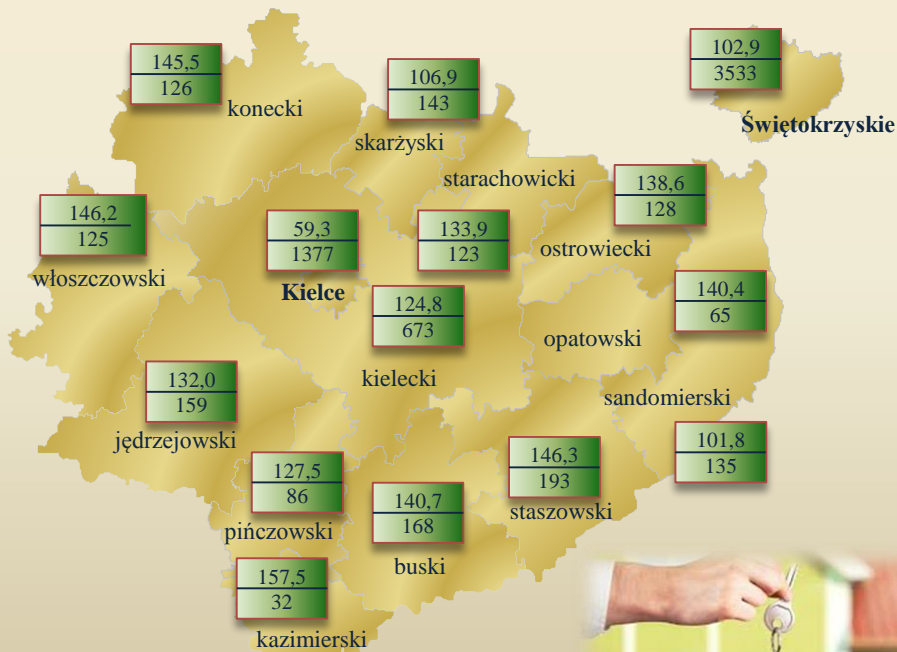 145,5
126
konecki
106,9
143
skarżyski
102,9
3533
Świętokrzyskie
starachowicki
133,9
123
138,6
128
ostrowiecki
146,2
125
włoszczowski
59,3
1377
Kielce
124,8
673
kielecki
140,4
65
opatowski
sandomierski
101,8
135
132,0
159
jędrzejowski
127,5
86
pińczowski
140,7
168
buski
146,3
193
staszowski
157,5
32
kazimierski